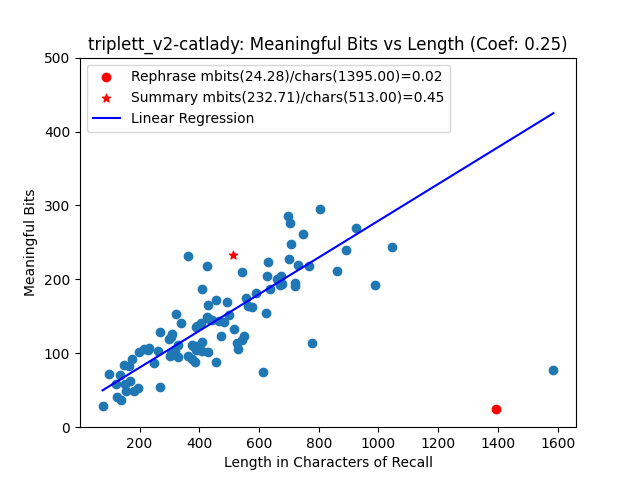 triplett_v2-catlady: Meaningful Bits vs Length (Coef: 0.25)
Rephrase mbits(24.28)/chars(1395.00)=0.02
Summary mbits(232.71)/chars(513.00)=0.45
Linear Regression
500
400
300
200
100
0
Meaningful Bits
200 400 600 800 1000 1200 1400 1600
Length in Characters of Recall